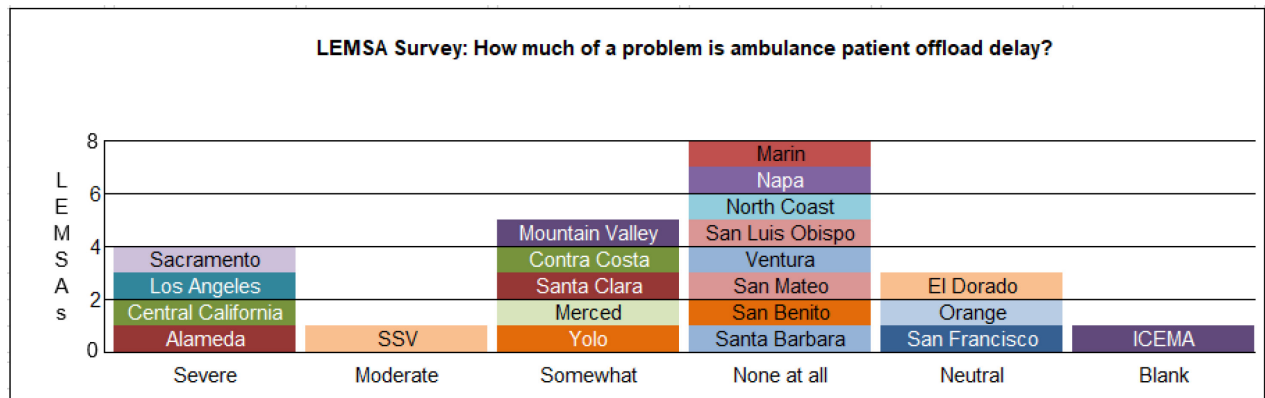 LEMSA Survey: How much of a problem is ambulance patient offload delay?
LEMSAs
8
6
4
2
0
Sacramento
Los Angeles
Central California
Alameda
SSV
Mountain Valley
Contra Costa
Santa Clara
Merced
Yolo
Marin
Napa
North Coast
San Luis Obispo
Ventura
San Mateo
San Benito
Santa Barbara
El Dorado
Orange
San Francisco
ICEMA
Severe
Moderate
Somewhat
None at all
Neutral
Blank